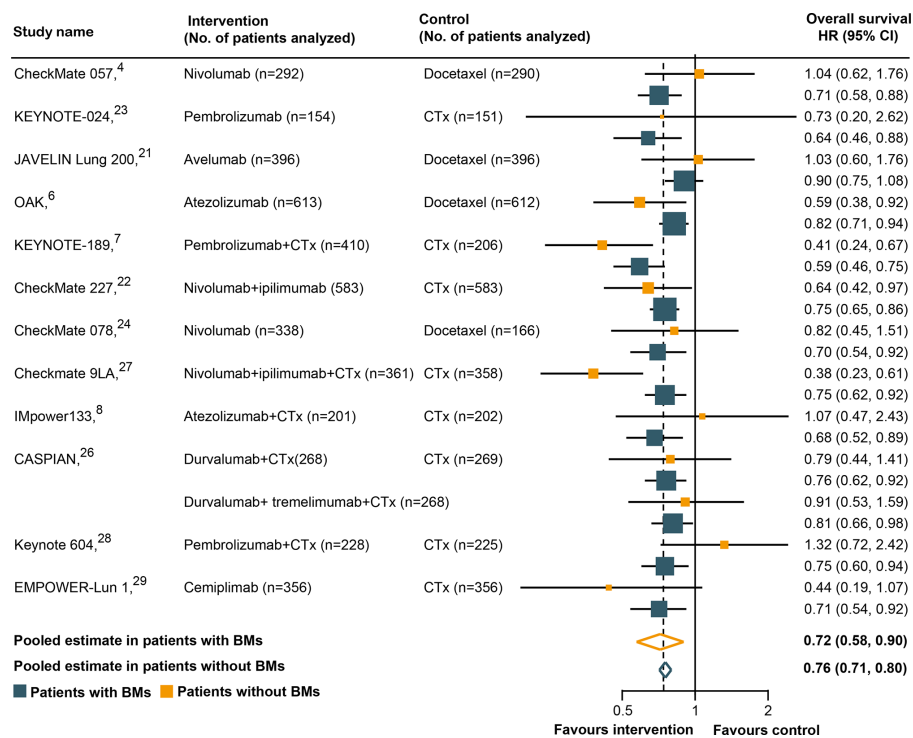 Study name Intervention (No. of patients analyzed) Control (No. of patients analyzed) Overall survival HR (95% CI)
CheckMate 057,4 Nivolumab (n=292) Docetaxel (n=290) 1.04 (0.62, 1.76)
0.71 (0.58, 0.88)
KEYNOTE-024,23 Pembrolizumab (n=154) CTx (n=151) 0.73 (0.20, 2.62)
0.64 (0.46, 0.88)
JAVELIN Lung 200,21 Avelumab (n=396) Docetaxel (n=396) 1.03 (0.60, 1.76)
0.90 (0.75, 1.08)
OAK,6 Atezolizumab (n=613) Docetaxel (n=612) 0.59 (0.38, 0.92)
0.82 (0.71, 0.94)
KEYNOTE-189,7 Pembrolizumab+CTx (n=410) CTx (n=206) 0.41 (0.24, 0.67)
0.59 (0.46, 0.75)
CheckMate 227,22 Nivolumab+ipilimumab (583) CTx (n=583) 0.64 (0.42, 0.97)
0.75 (0.65, 0.86)
CheckMate 078,24 Nivolumab (n=338) Docetaxel (n=166) 0.82 (0.45, 1.51)
0.70 (0.54, 0.92)
Checkmate 9LA,27 Nivolumab+ipilimumab+CTx (n=361) CTx (n=358) 0.38 (0.23, 0.61)
0.75 (0.62, 0.92)
IMpower133,8 Atezolizumab+CTx (n=201) CTx (n=202) 1.07 (0.47, 2.43)
0.68 (0.52, 0.89)
CASPIAN,26 Durvalumab+CTx(268) CTx (n=269) 0.79 (0.44, 1.41)
0.76 (0.62, 0.92)
Durvalumab+ tremelimumab+CTx (n=268) 0.91 (0.53, 1.59)
0.81 (0.66, 0.98)
Keynote 604,28 Pembrolizumab+CTx (n=228) CTx (n=225) 1.32 (0.72, 2.42)
0.75 (0.60, 0.94)
EMPOWER-Lun 1,29 Cemiplimab (n=356) CTx (n=356) 0.44 (0.19, 1.07)
0.71 (0.54, 0.92)
Pooled estimate in patients with BMs 0.72 (0.58, 0.90)
Pooled estimate in patients without BMs 0.76 (0.71, 0.80)
Patients with BMs Patients without BMs
0.5 1 2
Favours intervention Favours control